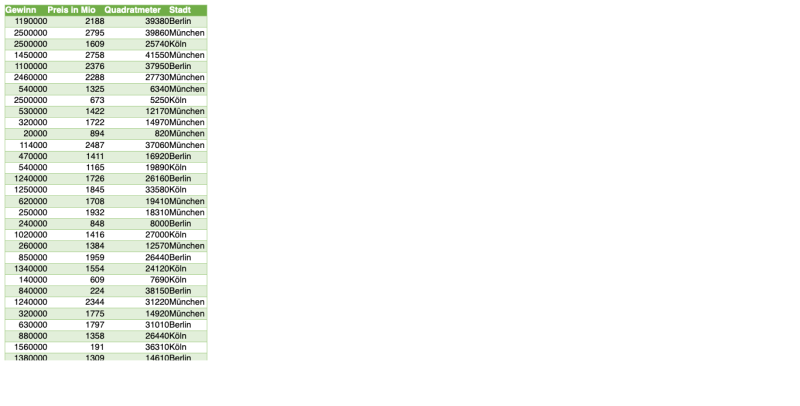 Gewinn Preis in Mio Quadratmeter Stadt
1190000 2188 39380 Berlin
2500000 2795 39860 München
2500000 1609 25740 Köln
1450000 2758 41550 München
1100000 2376 37950 Berlin
2460000 2288 27730 München
540000 1325 6340 München
2500000 673 5250 Köln
530000 1422 12170 München
320000 1722 14970 München
20000 894 820 München
114000 2487 37060 München
470000 1411 16920 Berlin
540000 1165 19890 Köln
1240000 1726 26160 Berlin
1250000 1845 33580 Köln
620000 1708 19410 München
250000 1932 18310 München
240000 848 8000 Berlin
1020000 1416 27000 Köln
260000 1384 12570 München
850000 1959 26440 Berlin
1340000 1554 24120 Köln
140000 609 7690 Köln
840000 224 38150 Berlin
1240000 2344 31220 München
320000 1775 14920 München
630000 1797 31010 Berlin
880000 1358 26440 Köln
1560000 191 36310 Köln
1380000 1309 14610 Berlin